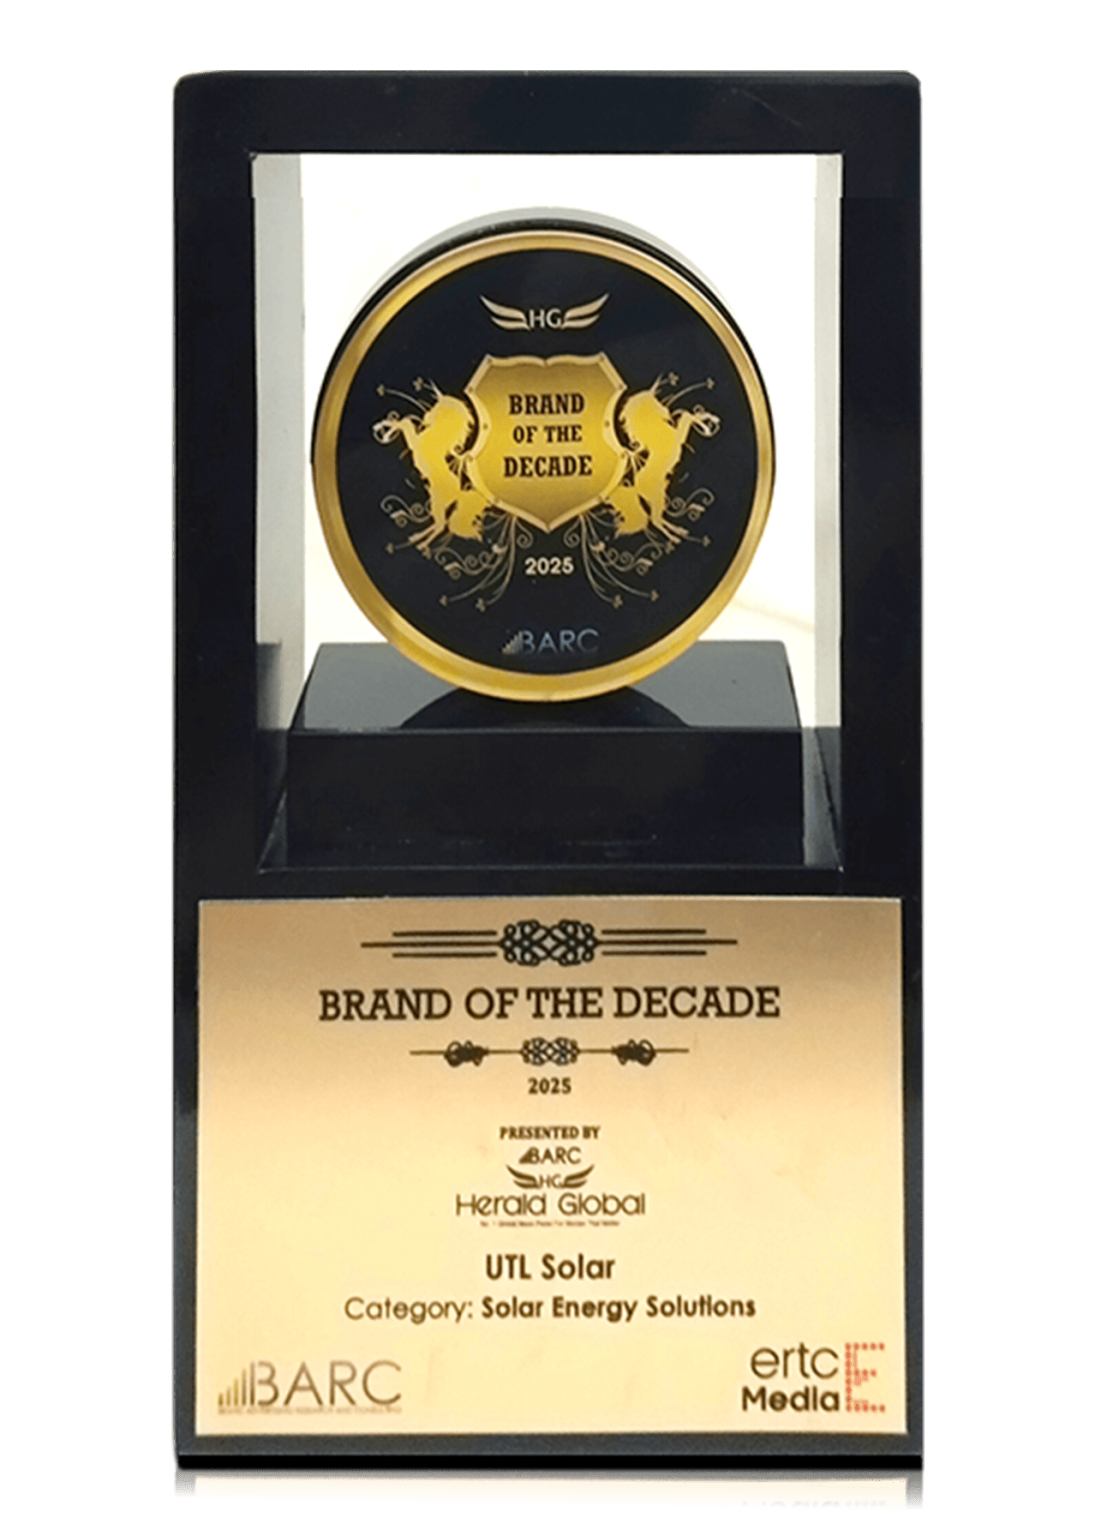 HG
BRAND
OF THE
DECADE
2025
BARC
BRAND OF THE DECADE
2025
PRESENTED BY
BARC
HG
Herald Global
UTL Solar
Category: Solar Energy Solutions
BARC
ertc E
Media